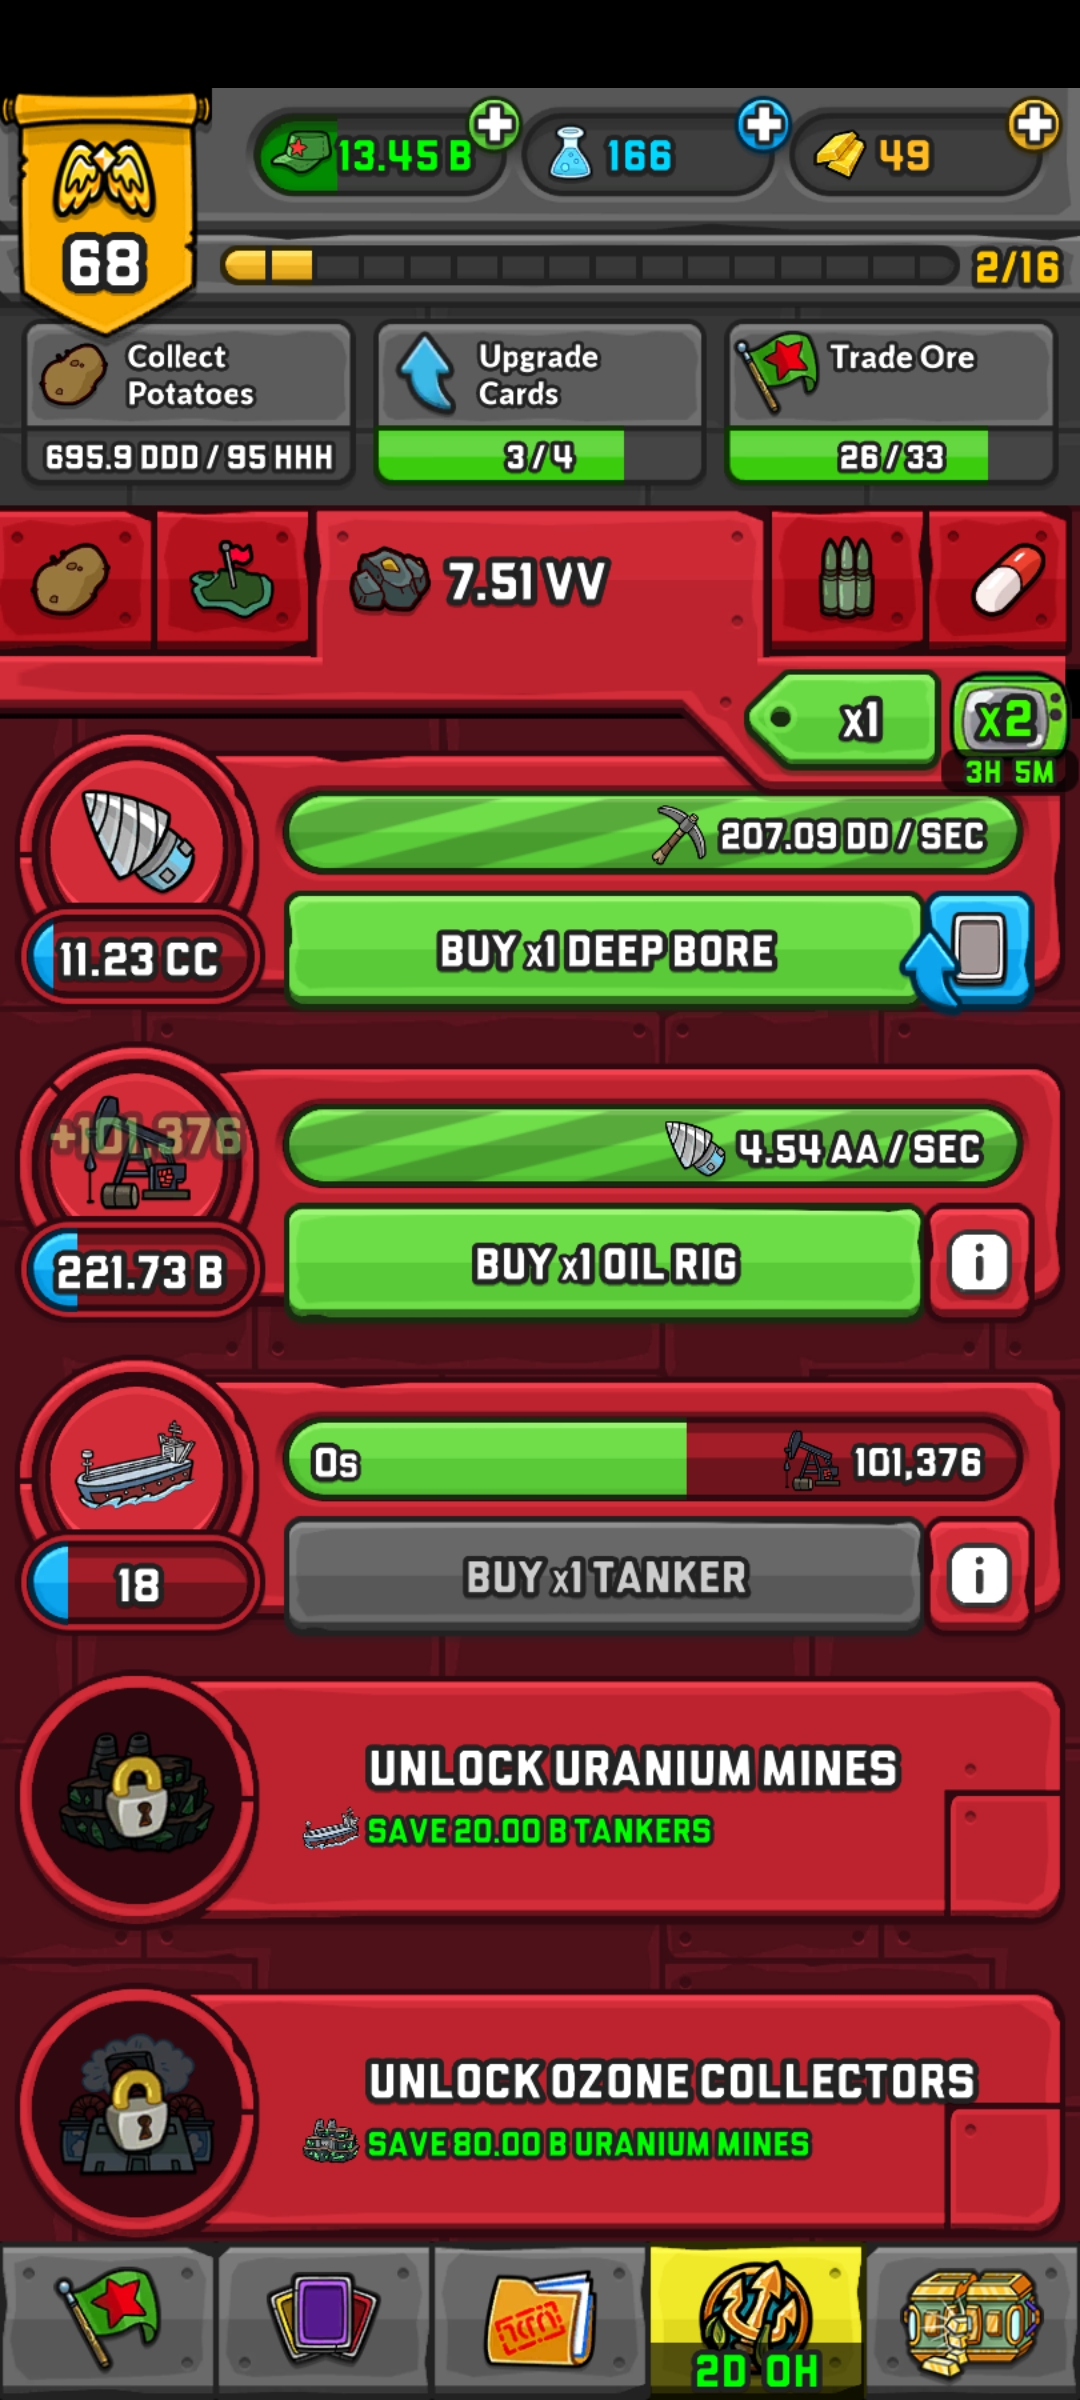 13.45 B
166
49
68
2/16
Collect
Potatoes
695.9 DDD / 95 HHH
Upgrade
Cards
3/4
Trade Ore
26/33
7.51 VV
x1
x2
3H 5M
207.09 DD / SEC
11.23 CC
BUY x1 DEEP BORE
+101,376
4.54 AA / SEC
221.73 B
BUY x1 OIL RIG
i
0s
101,376
18
BUY x1 TANKER
i
UNLOCK URANIUM MINES
SAVE 20.00 B TANKERS
UNLOCK OZONE COLLECTORS
SAVE 80.00 B URANIUM MINES
2D 0H